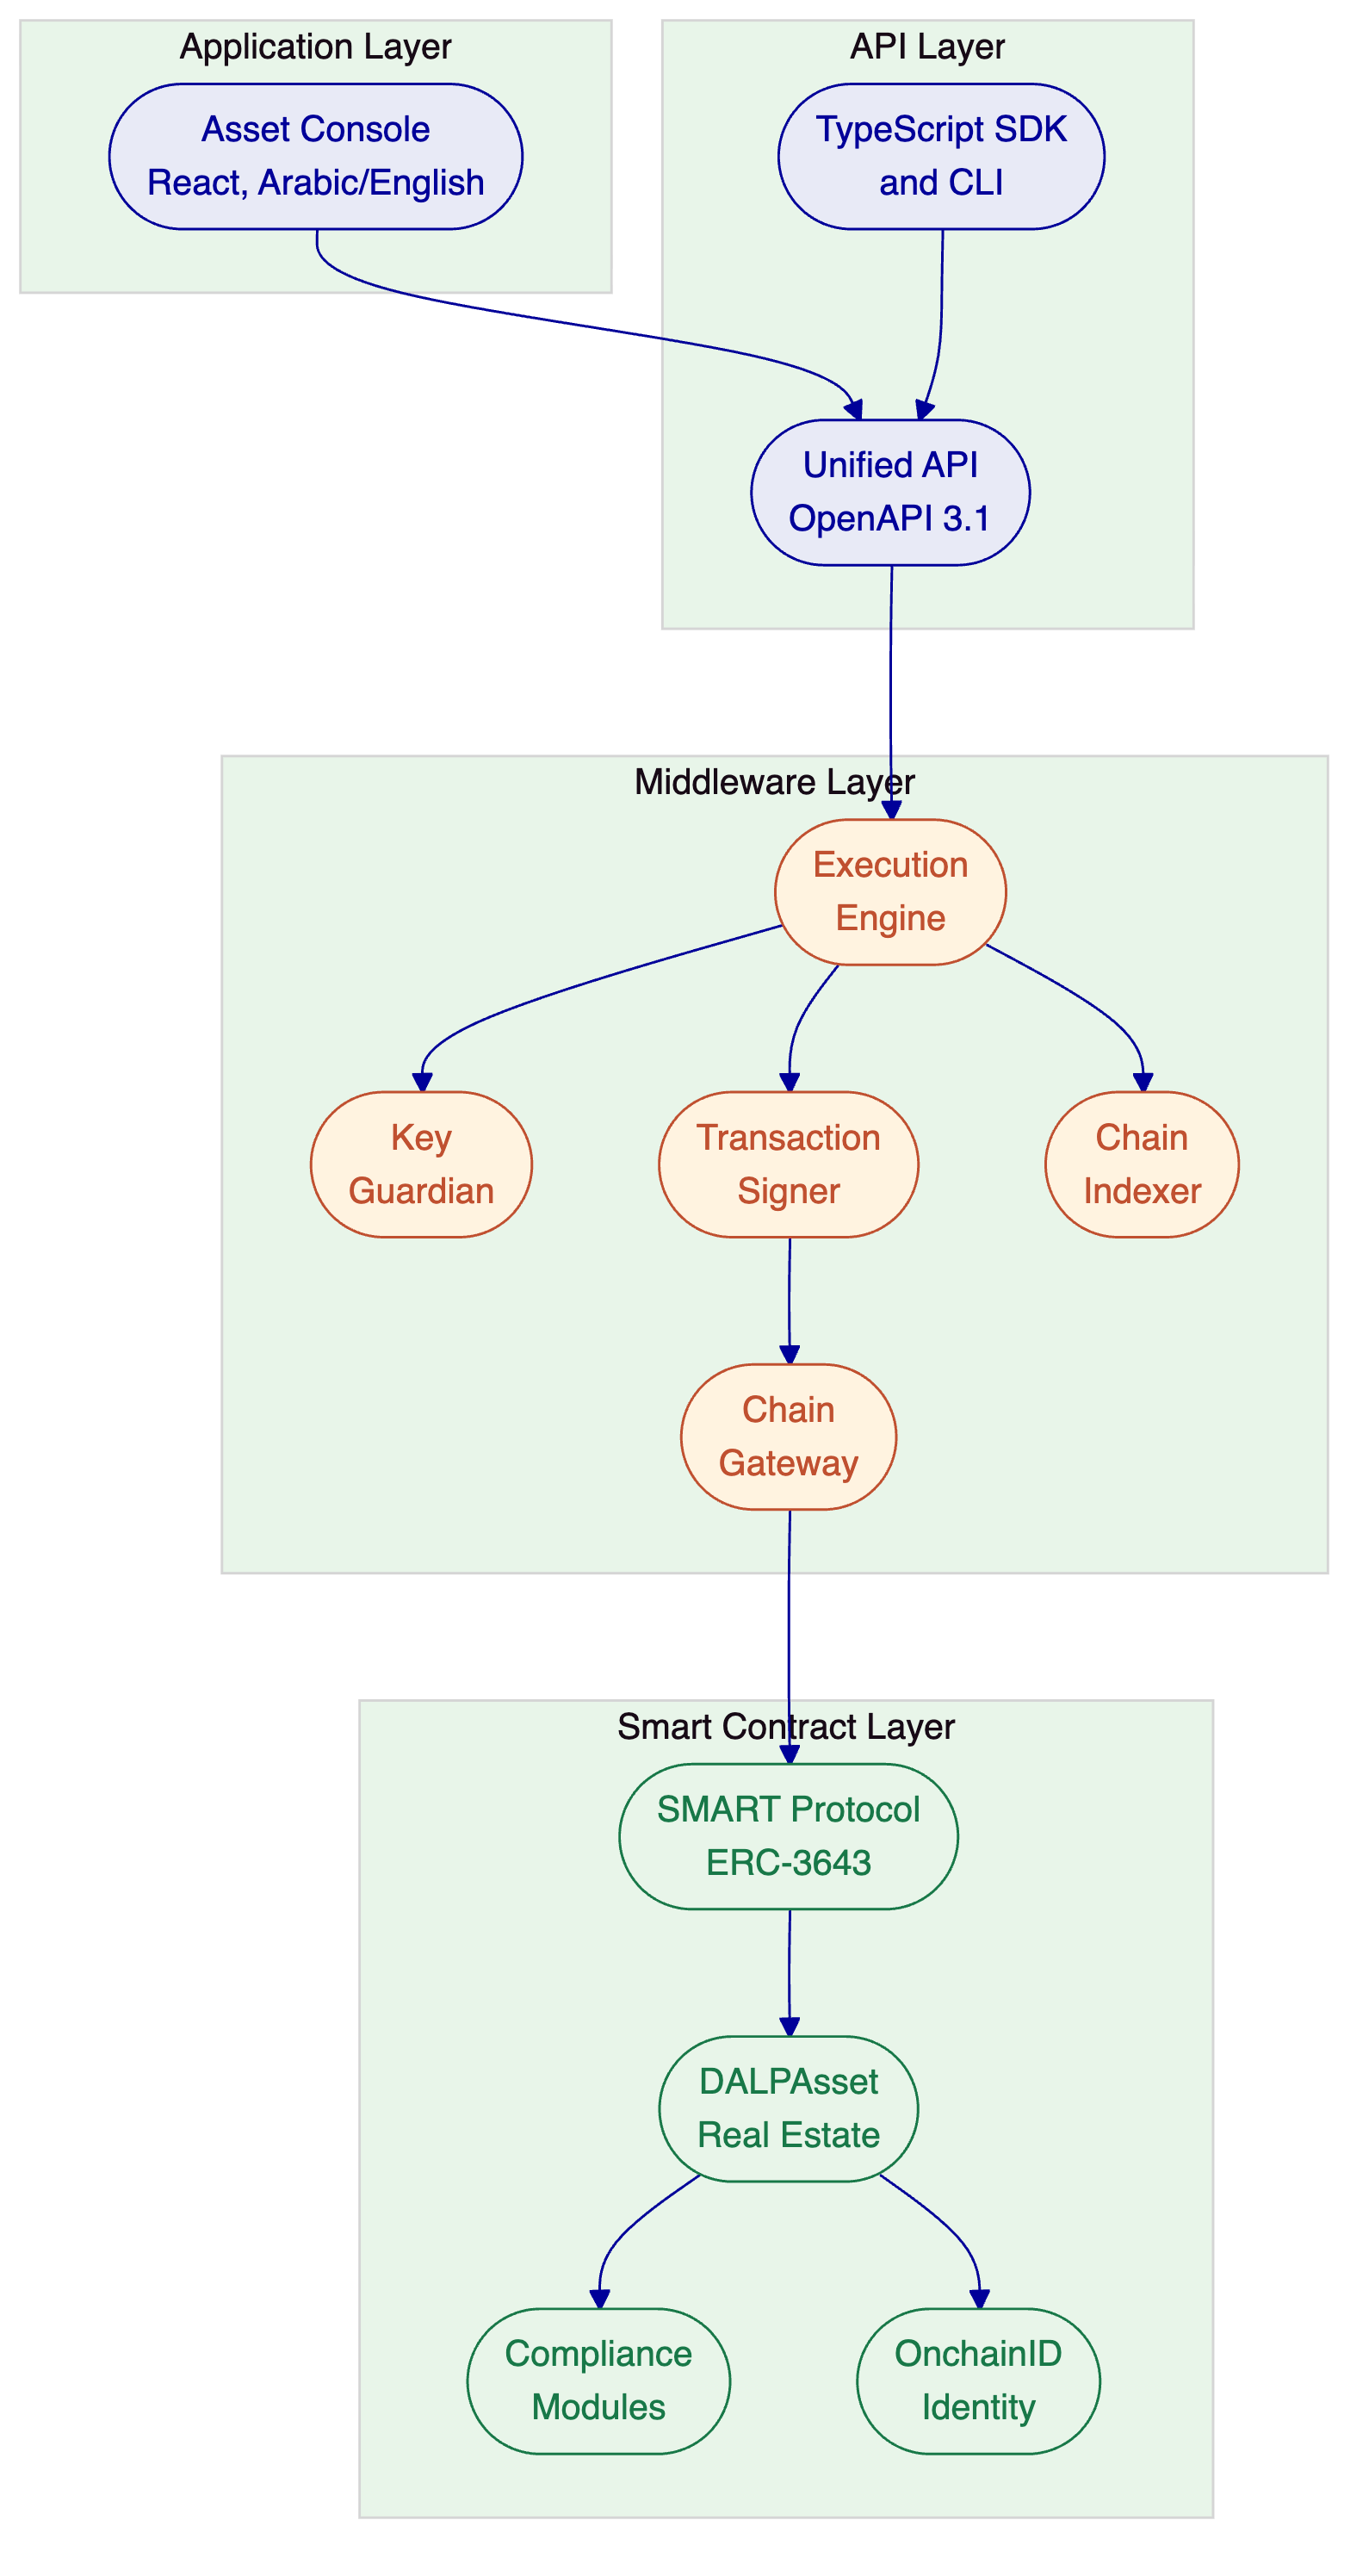 Application Layer
Asset Console
React, Arabic/English
API Layer
TypeScript SDK
and CLI
Unified API
OpenAPI 3.1
Middleware Layer
Execution
Engine
Key
Guardian
Transaction
Signer
Chain
Indexer
Chain
Gateway
Smart Contract Layer
SMART Protocol
ERC-3643
DALPAsset
Real Estate
Compliance
Modules
OnchainID
Identity